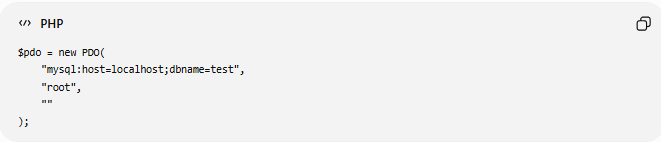 </> PHP
$pdo = new PDO(
    "mysql:host=localhost;dbname=test",
    "root",
    ""
);